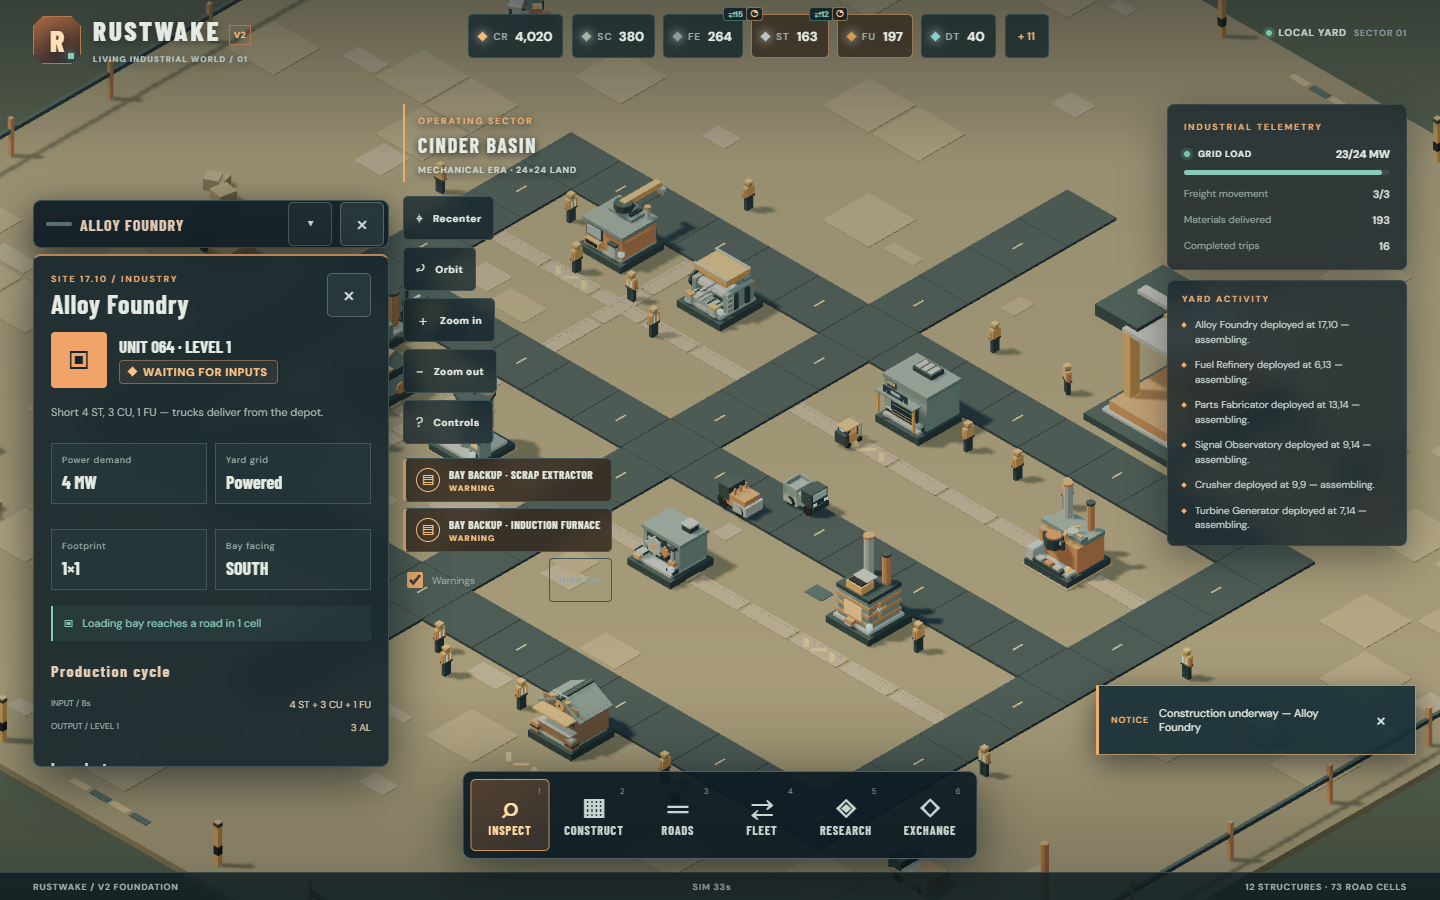 R
RUSTWAKE V2
LIVING INDUSTRIAL WORLD / 01
CR 4,020
SC 380
FE 264
⇄16
ST 163
⇄12
FU 197
DT 40
+ 11
LOCAL YARD SECTOR 01
OPERATING SECTOR
CINDER BASIN
MECHANICAL ERA · 24×24 LAND
Recenter
Orbit
+ Zoom in
− Zoom out
? Controls
BAY BACKUP - SCRAP EXTRACTOR
WARNING
BAY BACKUP - INDUCTION FURNACE
WARNING
Warnings
ALLOY FOUNDRY
SITE 17.10 / INDUSTRY
Alloy Foundry
UNIT 064 · LEVEL 1
WAITING FOR INPUTS
Short 4 ST, 3 CU, 1 FU — trucks deliver from the depot.
Power demand
4 MW
Yard grid
Powered
Footprint
1×1
Bay facing
SOUTH
Loading bay reaches a road in 1 cell
Production cycle
INPUT / 8s
4 ST + 3 CU + 1 FU
OUTPUT / LEVEL 1
3 AL
INDUSTRIAL TELEMETRY
GRID LOAD 23/24 MW
Freight movement 3/3
Materials delivered 193
Completed trips 16
YARD ACTIVITY
Alloy Foundry deployed at 17,10 —
assembling.
Fuel Refinery deployed at 6,13 —
assembling.
Parts Fabricator deployed at 13,14 —
assembling.
Signal Observatory deployed at 9,14 —
assembling.
Crusher deployed at 9,9 — assembling.
Turbine Generator deployed at 7,14 —
assembling.
NOTICE
Construction underway — Alloy
Foundry
1
INSPECT
2
CONSTRUCT
3
ROADS
4
FLEET
5
RESEARCH
6
EXCHANGE
RUSTWAKE / V2 FOUNDATION
SIM 33s
12 STRUCTURES · 73 ROAD CELLS